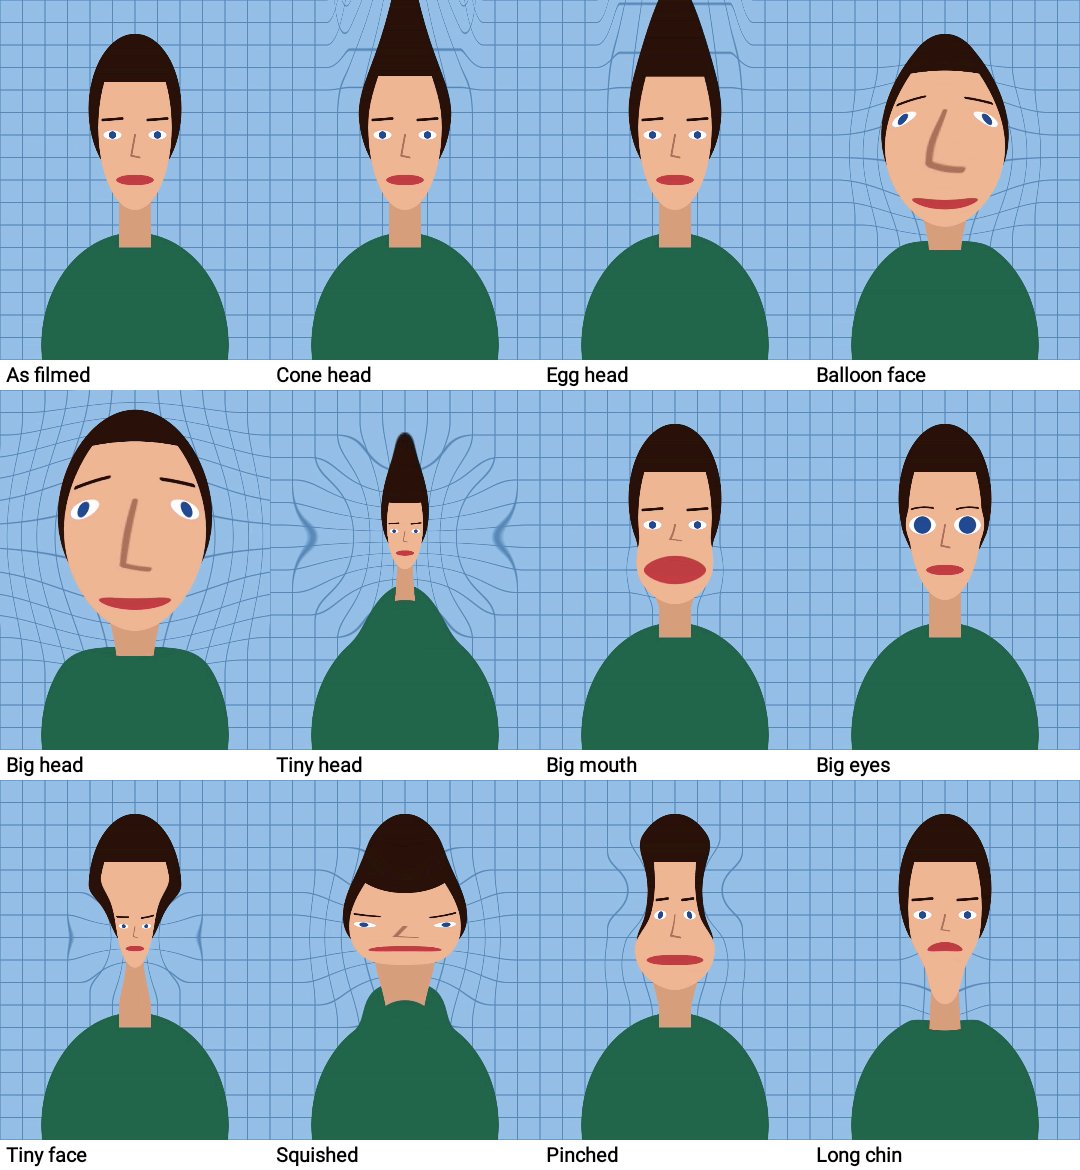 As filmed
Cone head
Egg head
Balloon face
Big head
Tiny head
Big mouth
Big eyes
Tiny face
Squished
Pinched
Long chin